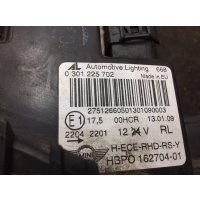 AL Automotive Lighting 668
0 301 225 702 Made in EU
27512660501301090003
E1 17,5 00HCR 13.01.09
2204 2201 12 V RL
H-ECE-RHD-RS-Y
HBPO 162704-01